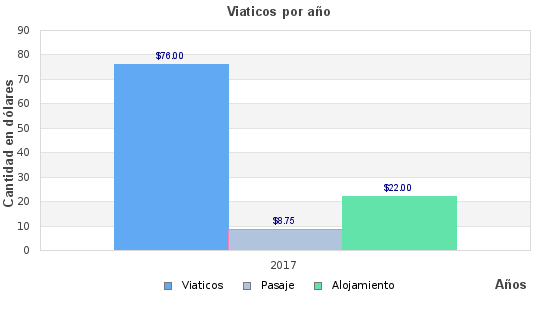 Viaticos por año
Cantidad en dólares
90
80
70
60
50
40
30
20
10
0
$76.00
$8.75
$22.00
2017
Años
Viaticos
Pasaje
Alojamiento